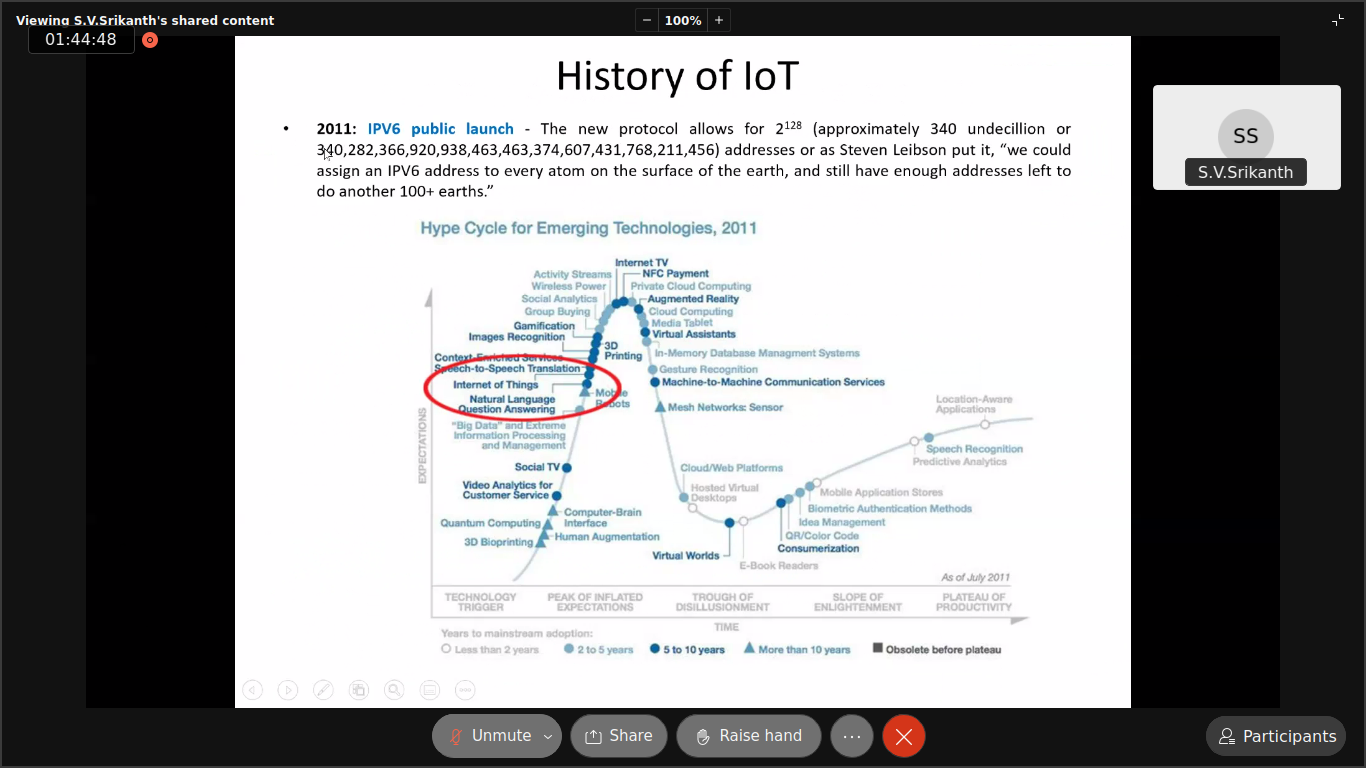 Viewing S.V.Srikanth's shared content
100%
01:44:48
History of IoT
• 2011: IPV6 public launch - The new protocol allows for 2128 (approximately 340 undecillion or
340,282,366,920,938,463,463,374,607,431,768,211,456) addresses or as Steven Leibson put it, “we could
assign an IPV6 address to every atom on the surface of the earth, and still have enough addresses left to
do another 100+ earths.”
SS
S.V.Srikanth
Hype Cycle for Emerging Technologies, 2011
Internet TV
Activity Streams
NFC Payment
Wireless Power
Private Cloud Computing
Social Analytics
Augmented Reality
Group Buying
Cloud Computing
Media Tablet
Gamification
Virtual Assistants
Images Recognition
3D
Printing
In-Memory Database Managment Systems
Context-Enriched Services
Speech-to-Speech Translation
Gesture Recognition
Internet of Things
Machine-to-Machine Communication Services
Mobile
Robots
Natural Language
Question Answering
Mesh Networks: Sensor
Location-Aware
Applications
"Big Data" and Extreme
Information Processing
and Management
Speech Recognition
Predictive Analytics
Social TV
Cloud/Web Platforms
Video Analytics for
Customer Service
Hosted Virtual
Desktops
Mobile Application Stores
Computer-Brain
Interface
Biometric Authentication Methods
Quantum Computing
Idea Management
Human Augmentation
QR/Color Code
3D Bioprinting
Consumerization
Virtual Worlds
E-Book Readers
EXPECTATIONS
As of July 2011
TECHNOLOGY
TRIGGER
PEAK OF INFLATED
EXPECTATIONS
TROUGH OF
DISILLUSIONMENT
SLOPE OF
ENLIGHTENMENT
PLATEAU OF
PRODUCTIVITY
TIME
Years to mainstream adoption:
Less than 2 years
2 to 5 years
5 to 10 years
More than 10 years
Obsolete before plateau
Unmute
Share
Raise hand
Participants